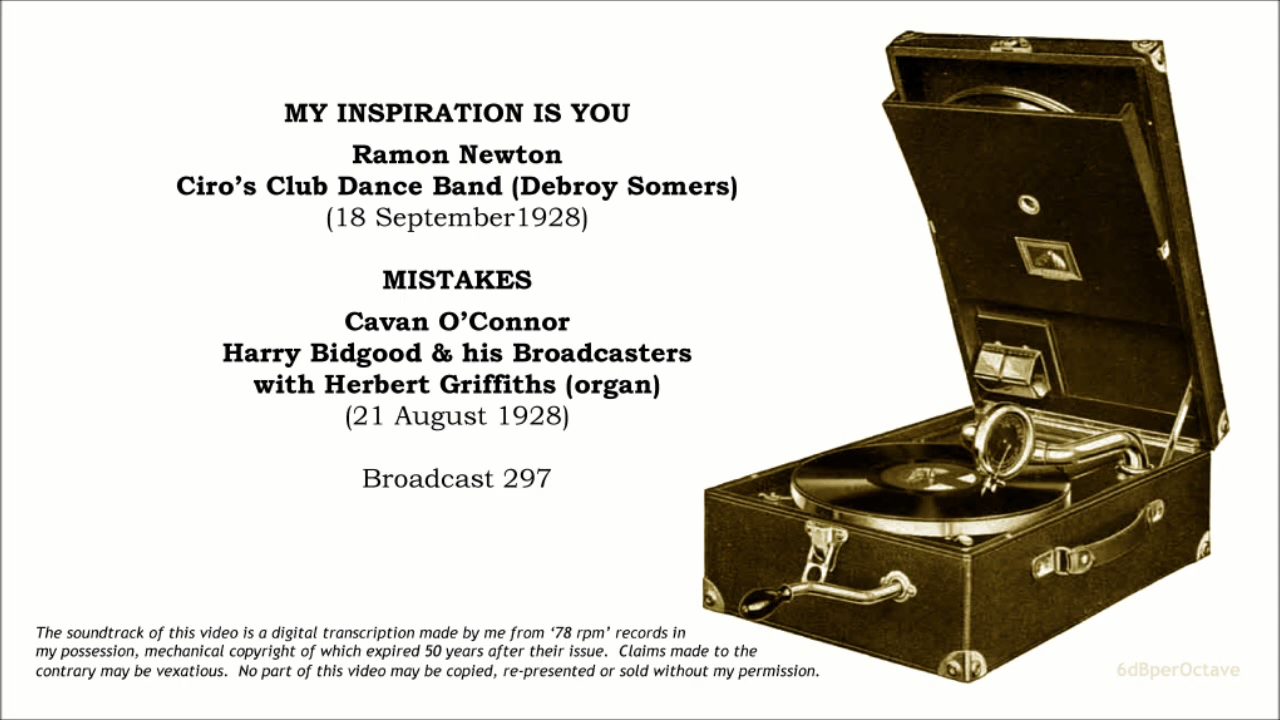 MY INSPIRATION IS YOU
Ramon Newton
Ciro’s Club Dance Band (Debroy Somers)
(18 September1928)
MISTAKES
Cavan O’Connor
Harry Bidgood & his Broadcasters
with Herbert Griffiths (organ)
(21 August 1928)
Broadcast 297
The soundtrack of this video is a digital transcription made by me from ‘78 rpm’ records in
my possession, mechanical copyright of which expired 50 years after their issue.  Claims made to the
contrary may be vexatious.  No part of this video may be copied, re-presented or sold without my permission.
6dBperOctave